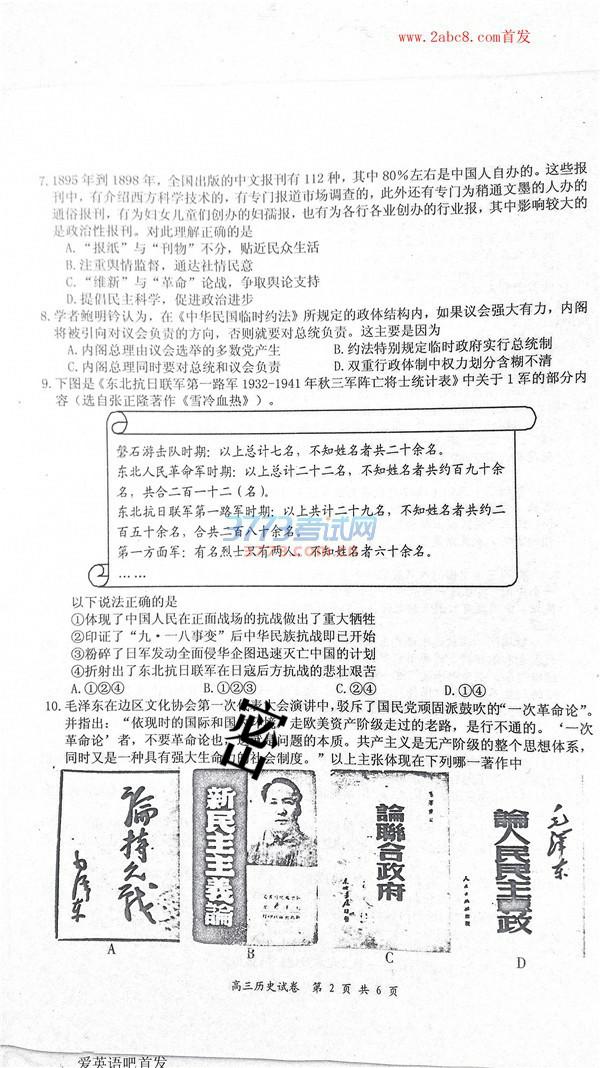 www.2abc8.com首发
7. 1895年到1898年，全国出版的中文报刊有112种，其中80%左右是中国人自办的。这些报
刊中，有介绍西方科学技术的，有专门报道市场调查的，此外还有专门为稍通文墨的人办的
通俗报刊，有为妇女儿童们创办的妇孺报，也有为各行各业创办的行业报，其中影响较大的
是政治性报刊。对此理解正确的是
A. “报纸”与“刊物”不分，贴近民众生活
B. 注重舆情监督，通达社情民意
C. “维新”与“革命”论战，争取舆论支持
D. 提倡民主科学，促进政治进步
8. 学者鲍明钤认为，在《中华民国临时约法》所规定的政体结构内，如果议会强大有力，内阁
将被引向对议会负责的方向，否则就要对总统负责。这主要是因为
A. 内阁总理由议会选举的多数党产生 B. 约法特别规定临时政府实行总统制
C. 内阁总理同时要对总统和议会负责 D. 双重行政体制中权力划分含糊不清
9. 下图是《东北抗日联军第一路军1932-1941年秋三军阵亡将士统计表》中关于1军的部分内
容（选自张正隆著作《雪冷血热》）。
磐石游击队时期：以上总计七名，不知姓名者共二十余名。
东北人民革命军时期：以上总计二十二名，不知姓名者共约百九十余
名，共合二百一十二（名）。
东北抗日联军第一路军时期：以上共计二十九名，不知姓名者共约二
百五十余名，合共二百八十余名。
3773考试网
第一方面军：有名烈士只有两人，不知姓名者六十余名。
……
以下说法正确的是
①体现了中国人民在正面战场的抗战做出了重大牺牲
②印证了“九·一八事变”后中华民族抗战即已开始
③粉碎了日军发动全面侵华企图迅速灭亡中国的计划
④折射出了东北抗日联军在日寇后方抗战的悲壮艰苦
A. ①②④ B. ①②③ C. ②④ D. ①④
10. 毛泽东在边区文化协会第一次代表大会演讲中，驳斥了国民党顽固派鼓吹的“一次革命论”。
并指出：“依现时的国际和国 走欧美资产阶级走过的老路，是行不通的。‘一次
革命论’者，不要革命论也 问题的本质。共产主义是无产阶级的整个思想体系，
同时又是一种具有强大生命力的社会制度。”以上主张体现在下列哪一著作中
密
論持久戰
毛泽东
新民主主義論
論聯合政府
論人民民主專政
毛泽东
人民出版社
A B C D
高三历史试卷 第2页 共6页
爱英语吧首发